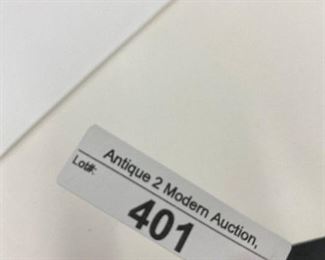 Antique 2 Modern Auction,
Lot#:
401